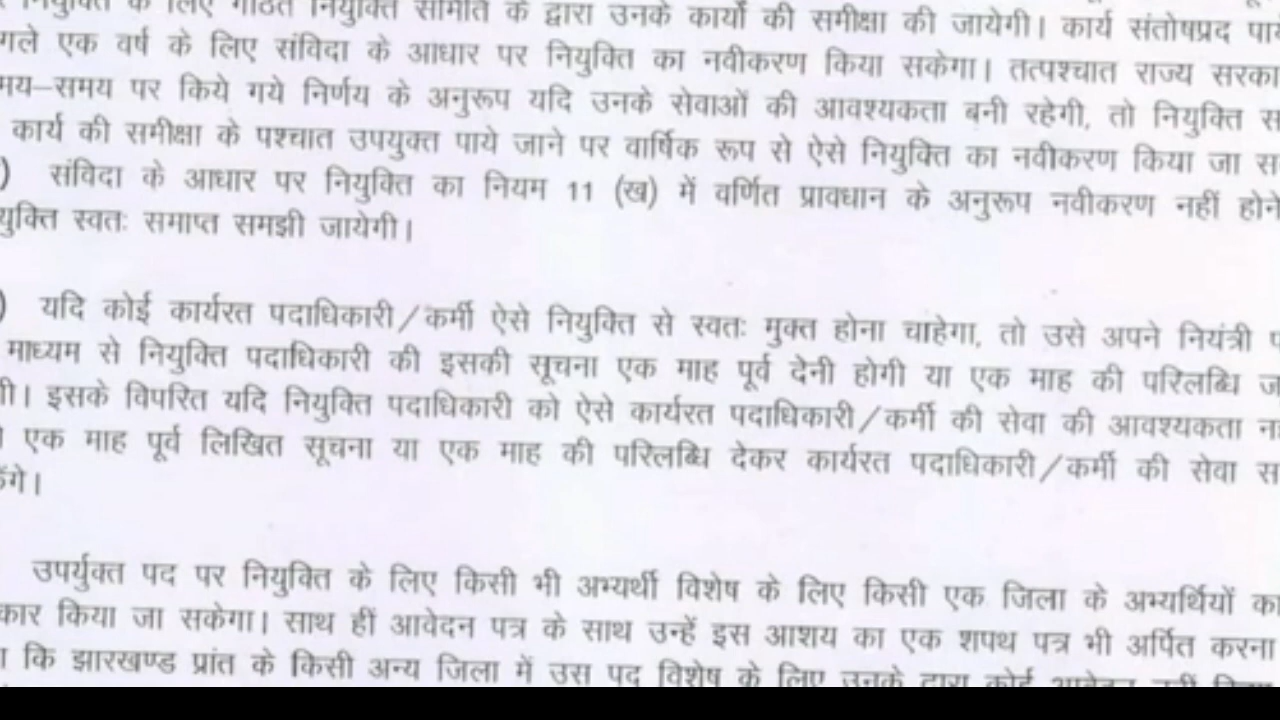 नियुक्ति के लिए गठित नियुक्ति समिति के द्वारा उनके कार्यो की समीक्षा की जायेगी। कार्य संतोषप्रद
एक वर्ष के लिए संविदा के आधार पर नियुक्ति का नवीकरण किया सकेगा। तत्पश्चात राज्य
समय पर किये गये निर्णय के अनुरूप यदि उनके सेवाओं की आवश्यकता बनी रहेगी, तो नियुक्ति
कार्य की समीक्षा के पश्चात उपयुक्त पाये जाने पर वार्षिक रूप से ऐसे नियुक्ति का नवीकरण किया जा
) संविदा के आधार पर नियुक्ति का नियम 11 (ख) में वर्णित प्रावधान के अनुरूप नवीकरण नहीं
स्वतः समाप्त समझी जायेगी।
) यदि कोई कार्यरत पदाधिकारी/कर्मी ऐसे नियुक्ति से स्वतः मुक्त होना चाहेगा, तो उसे अपने नियंत्री
माध्यम से नियुक्ति पदाधिकारी की इसकी सूचना एक माह पूर्व देनी होगी या एक माह की परिलब्धि
इसके विपरित यदि नियुक्ति पदाधिकारी को ऐसे कार्यरत पदाधिकारी/कर्मी की सेवा की आवश्यकता
एक माह पूर्व लिखित सूचना या एक माह की परिलब्धि देकर कार्यरत पदाधिकारी/कर्मी की सेवा
उपर्युक्त पद पर नियुक्ति के लिए किसी भी अभ्यर्थी विशेष के लिए किसी एक जिला के अभ्यर्थियों का
किया जा सकेगा। साथ हीं आवेदन पत्र के साथ उन्हें इस आशय का एक शपथ पत्र भी अर्पित करना
कि झारखण्ड प्रांत के किसी अन्य जिला में उस पद विशेष के लिए उनके द्वारा कोई